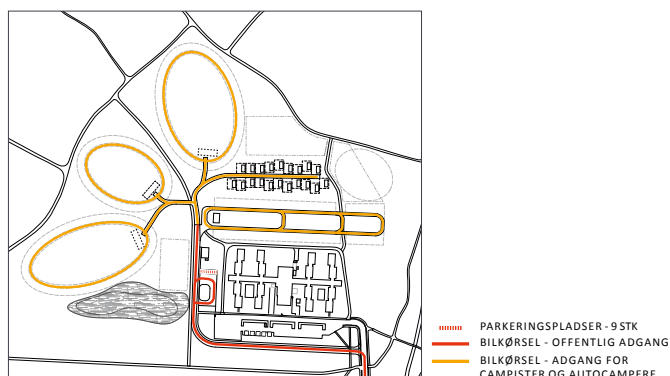 PARKERINGSPLADSER - 9 STK
BILKØRSEL - OFFENTLIG ADGANG
BILKØRSEL - ADGANG FOR
CAMPISTER OG AUTOCAMPERE